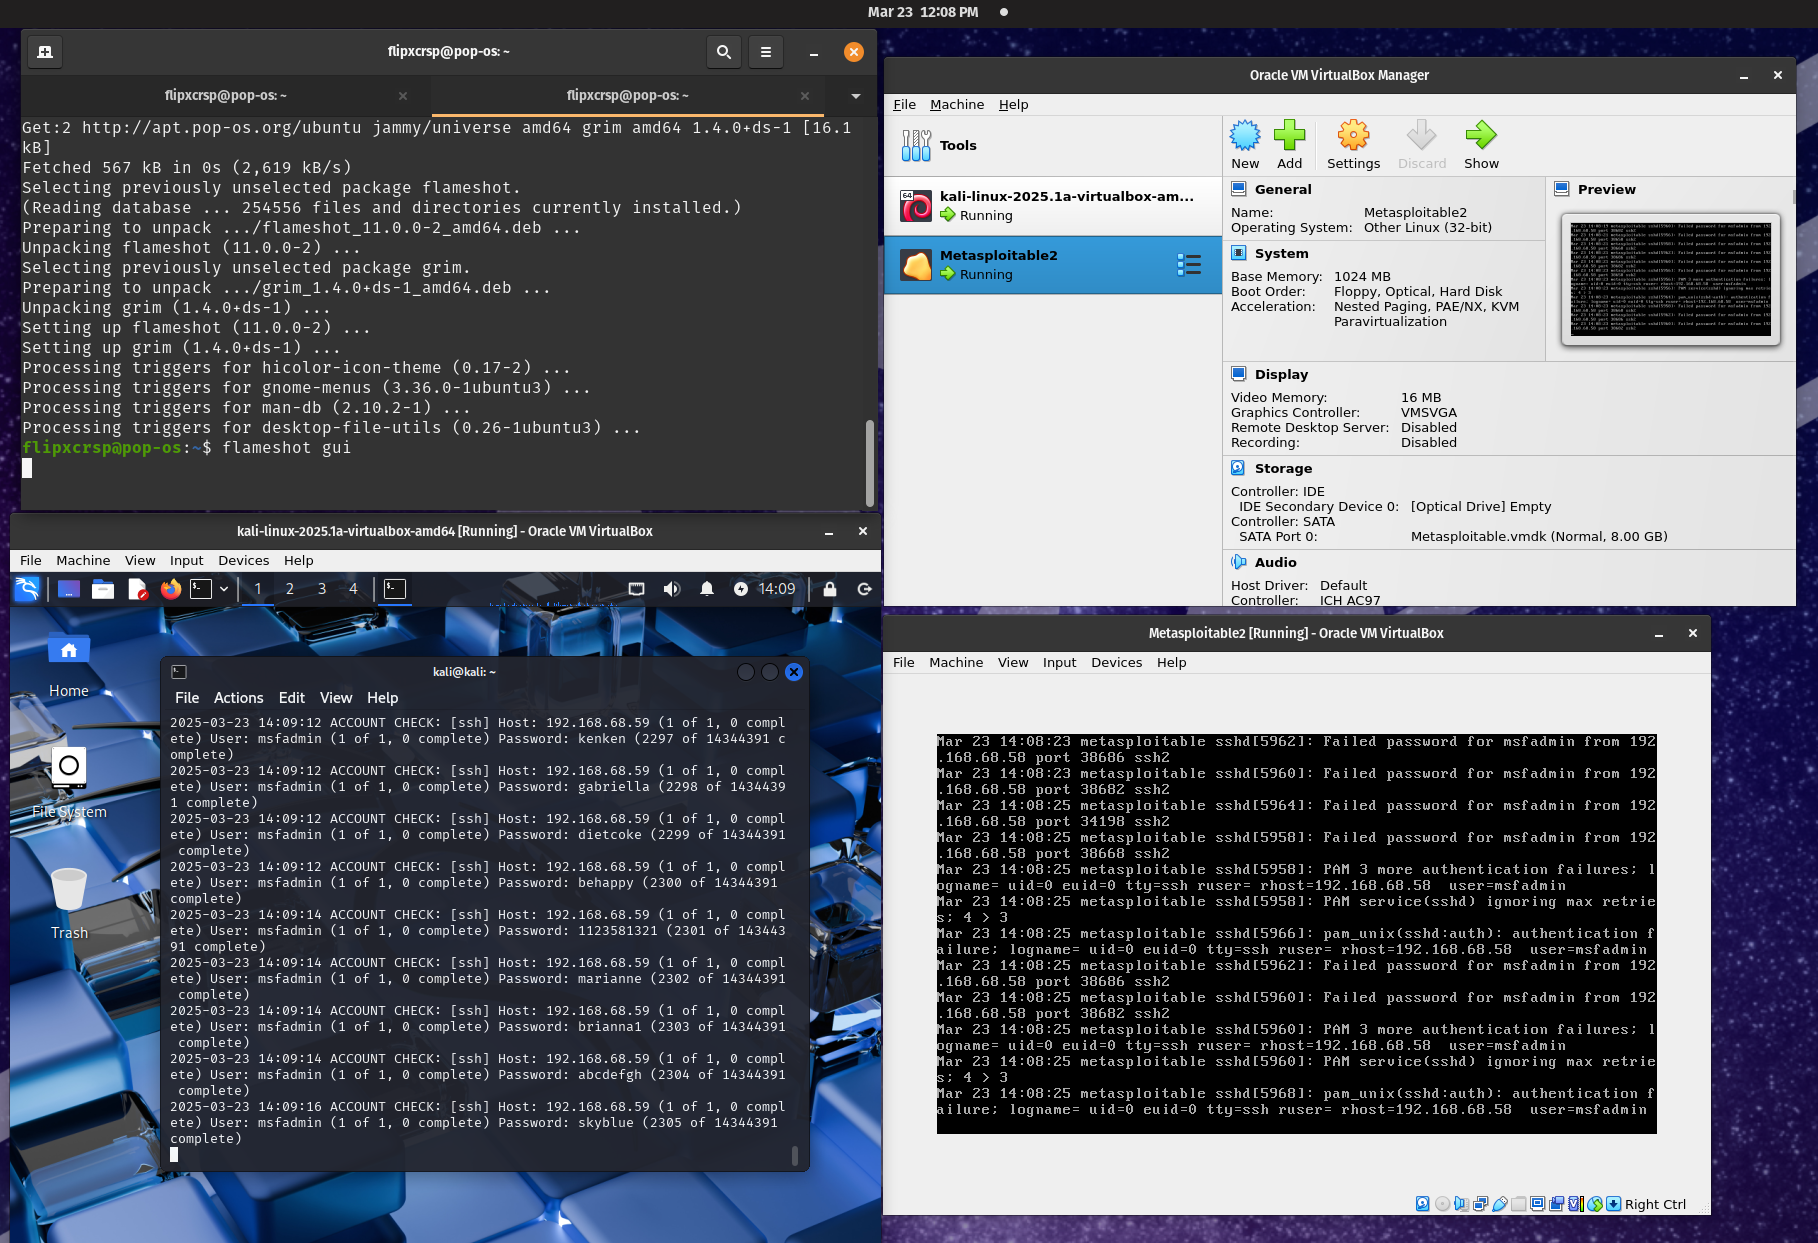 Mar 23 12:08 PM
flipxcrsp@pop-os: ~
flipxcrsp@pop-os: ~
flipxcrsp@pop-os: ~
Get:2 http://apt.pop-os.org/ubuntu jammy/universe amd64 grim amd64 1.4.0+ds-1 [16.1
kB]
Fetched 567 kB in 0s (2,619 kB/s)
Selecting previously unselected package flameshot.
(Reading database ... 254556 files and directories currently installed.)
Preparing to unpack .../flameshot_11.0.0-2_amd64.deb ...
Unpacking flameshot (11.0.0-2) ...
Selecting previously unselected package grim.
Preparing to unpack .../grim_1.4.0+ds-1_amd64.deb ...
Unpacking grim (1.4.0+ds-1) ...
Setting up flameshot (11.0.0-2) ...
Setting up grim (1.4.0+ds-1) ...
Processing triggers for hicolor-icon-theme (0.17-2) ...
Processing triggers for gnome-menus (3.36.0-1ubuntu3) ...
Processing triggers for man-db (2.10.2-1) ...
Processing triggers for desktop-file-utils (0.26-1ubuntu3) ...
flipxcrsp@pop-os:~$ flameshot gui
Oracle VM VirtualBox Manager
File Machine Help
Tools
New Add Settings Discard Show
64
kali-linux-2025.1a-virtualbox-am...
Running
Metasploitable2
Running
General
Name: Metasploitable2
Operating System: Other Linux (32-bit)
System
Base Memory: 1024 MB
Boot Order: Floppy, Optical, Hard Disk
Acceleration: Nested Paging, PAE/NX, KVM
Paravirtualization
Preview
Display
Video Memory: 16 MB
Graphics Controller: VMSVGA
Remote Desktop Server: Disabled
Recording: Disabled
Storage
Controller: IDE
IDE Secondary Device 0: [Optical Drive] Empty
Controller: SATA
SATA Port 0: Metasploitable.vmdk (Normal, 8.00 GB)
Audio
Host Driver: Default
Controller: ICH AC97
kali-linux-2025.1a-virtualbox-amd64 [Running] - Oracle VM VirtualBox
File Machine View Input Devices Help
1 2 3 4 14:09
Home
File System
Trash
kali@kali: ~
File Actions Edit View Help
2025-03-23 14:09:12 ACCOUNT CHECK: [ssh] Host: 192.168.68.59 (1 of 1, 0 compl
ete) User: msfadmin (1 of 1, 0 complete) Password: kenken (2297 of 14344391 c
omplete)
2025-03-23 14:09:12 ACCOUNT CHECK: [ssh] Host: 192.168.68.59 (1 of 1, 0 compl
ete) User: msfadmin (1 of 1, 0 complete) Password: gabriella (2298 of 1434439
1 complete)
2025-03-23 14:09:12 ACCOUNT CHECK: [ssh] Host: 192.168.68.59 (1 of 1, 0 compl
ete) User: msfadmin (1 of 1, 0 complete) Password: dietcoke (2299 of 14344391
complete)
2025-03-23 14:09:12 ACCOUNT CHECK: [ssh] Host: 192.168.68.59 (1 of 1, 0 compl
ete) User: msfadmin (1 of 1, 0 complete) Password: behappy (2300 of 14344391
complete)
2025-03-23 14:09:14 ACCOUNT CHECK: [ssh] Host: 192.168.68.59 (1 of 1, 0 compl
ete) User: msfadmin (1 of 1, 0 complete) Password: 1123581321 (2301 of 143443
91 complete)
2025-03-23 14:09:14 ACCOUNT CHECK: [ssh] Host: 192.168.68.59 (1 of 1, 0 compl
ete) User: msfadmin (1 of 1, 0 complete) Password: marianne (2302 of 14344391
complete)
2025-03-23 14:09:14 ACCOUNT CHECK: [ssh] Host: 192.168.68.59 (1 of 1, 0 compl
ete) User: msfadmin (1 of 1, 0 complete) Password: brianna1 (2303 of 14344391
complete)
2025-03-23 14:09:14 ACCOUNT CHECK: [ssh] Host: 192.168.68.59 (1 of 1, 0 compl
ete) User: msfadmin (1 of 1, 0 complete) Password: abcdefgh (2304 of 14344391
complete)
2025-03-23 14:09:16 ACCOUNT CHECK: [ssh] Host: 192.168.68.59 (1 of 1, 0 compl
ete) User: msfadmin (1 of 1, 0 complete) Password: skyblue (2305 of 14344391
complete)
Metasploitable2 [Running] - Oracle VM VirtualBox
File Machine View Input Devices Help
Mar 23 14:08:23 metasploitable sshd[5962]: Failed password for msfadmin from 192
.168.68.58 port 38686 ssh2
Mar 23 14:08:23 metasploitable sshd[5960]: Failed password for msfadmin from 192
.168.68.58 port 38682 ssh2
Mar 23 14:08:25 metasploitable sshd[5964]: Failed password for msfadmin from 192
.168.68.58 port 34198 ssh2
Mar 23 14:08:25 metasploitable sshd[5958]: Failed password for msfadmin from 192
.168.68.58 port 38668 ssh2
Mar 23 14:08:25 metasploitable sshd[5958]: PAM 3 more authentication failures; l
ogname= uid=0 euid=0 tty=ssh ruser= rhost=192.168.68.58  user=msfadmin
Mar 23 14:08:25 metasploitable sshd[5958]: PAM service(sshd) ignoring max retrie
s; 4 > 3
Mar 23 14:08:25 metasploitable sshd[5966]: pam_unix(sshd:auth): authentication f
ailure; logname= uid=0 euid=0 tty=ssh ruser= rhost=192.168.68.58  user=msfadmin
Mar 23 14:08:25 metasploitable sshd[5962]: Failed password for msfadmin from 192
.168.68.58 port 38686 ssh2
Mar 23 14:08:25 metasploitable sshd[5960]: Failed password for msfadmin from 192
.168.68.58 port 38682 ssh2
Mar 23 14:08:25 metasploitable sshd[5960]: PAM 3 more authentication failures; l
ogname= uid=0 euid=0 tty=ssh ruser= rhost=192.168.68.58  user=msfadmin
Mar 23 14:08:25 metasploitable sshd[5960]: PAM service(sshd) ignoring max retrie
s; 4 > 3
Mar 23 14:08:25 metasploitable sshd[5968]: pam_unix(sshd:auth): authentication f
ailure; logname= uid=0 euid=0 tty=ssh ruser= rhost=192.168.68.58  user=msfadmin
Right Ctrl